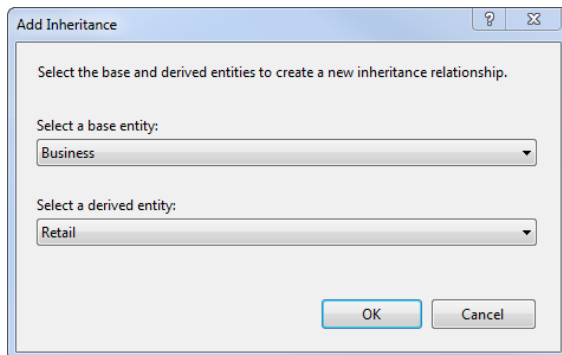 Add Inheritance
Select the base and derived entities to create a new inheritance relationship.
Select a base entity:
Business
Select a derived entity:
Retail
OK Cancel